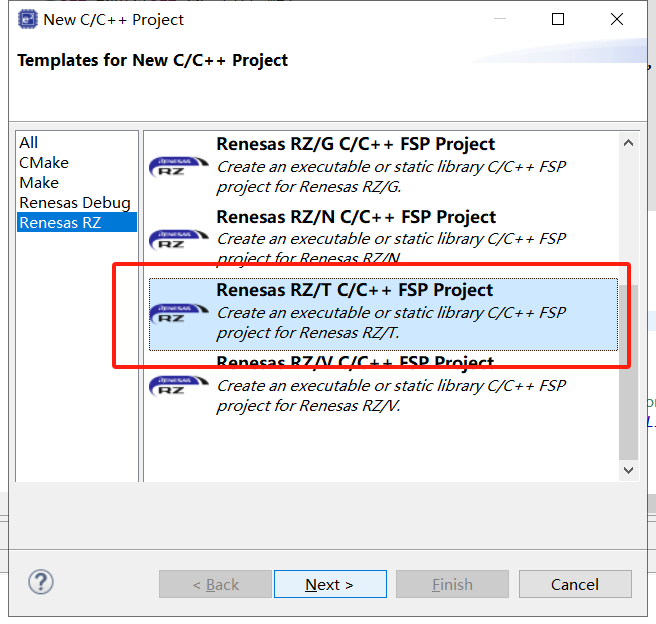 New C/C++ Project
Templates for New C/C++ Project
All
CMake
Make
Renesas Debug
Renesas RZ
RENESAS
RZ
Renesas RZ/G C/C++ FSP Project
Create an executable or static library C/C++ FSP
project for Renesas RZ/G.
RENESAS
RZ
Renesas RZ/N C/C++ FSP Project
Create an executable or static library C/C++ FSP
project for Renesas RZ/N.
RENESAS
RZ
Renesas RZ/T C/C++ FSP Project
Create an executable or static library C/C++ FSP
project for Renesas RZ/T.
RENESAS
RZ
Renesas RZ/V C/C++ FSP Project
Create an executable or static library C/C++ FSP
project for Renesas RZ/V.
?
< Back
Next >
Finish
Cancel